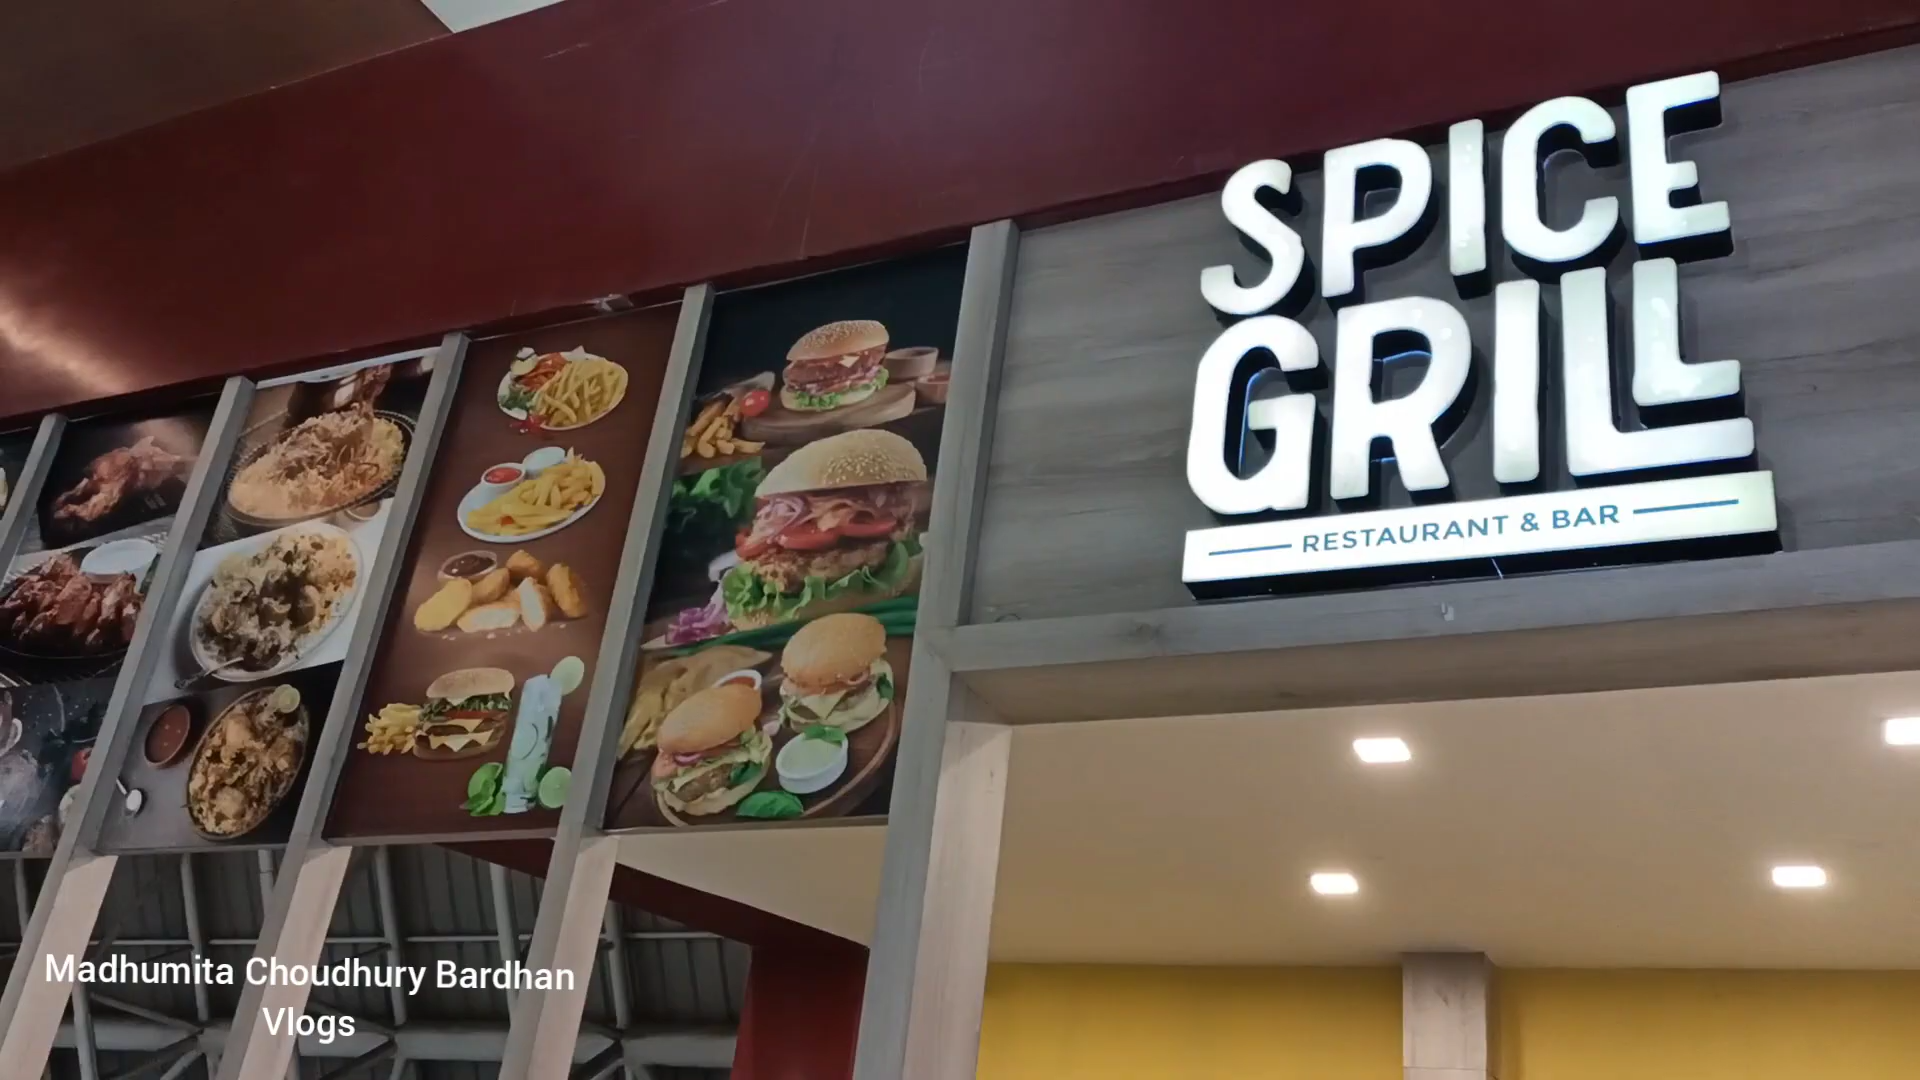 SPICE
GRILL
RESTAURANT & BAR
Madhumita Choudhury Bardhan
Vlogs